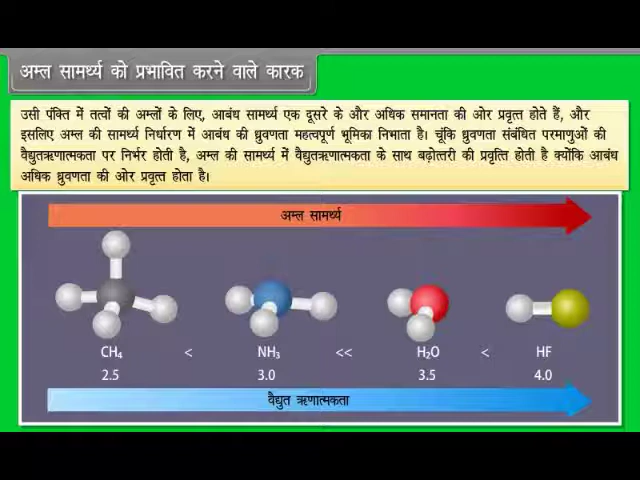 अम्ल सामर्थ्य को प्रभावित करने वाले कारक
उसी पंक्ति में तत्वों की अम्लों के लिए, आबंध सामर्थ्य एक दूसरे के और अधिक समानता की ओर प्रवृत्त होते हैं, और
इसलिए अम्ल की सामर्थ्य निर्धारण में आबंध की ध्रुवणता महत्वपूर्ण भूमिका निभाता है। चूंकि ध्रुवणता संबंधित परमाणुओं की
वैद्युतऋणात्मकता पर निर्भर होती है, अम्ल की सामर्थ्य में वैद्युतऋणात्मकता के साथ बढ़ोत्तरी की प्रवृत्ति होती है क्योंकि आबंध
अधिक ध्रुवणता की ओर प्रवृत्त होता है।
अम्ल सामर्थ्य
CH₄ < NH₃ << H₂O < HF
2.5 3.0 3.5 4.0
वैद्युत ऋणात्मकता